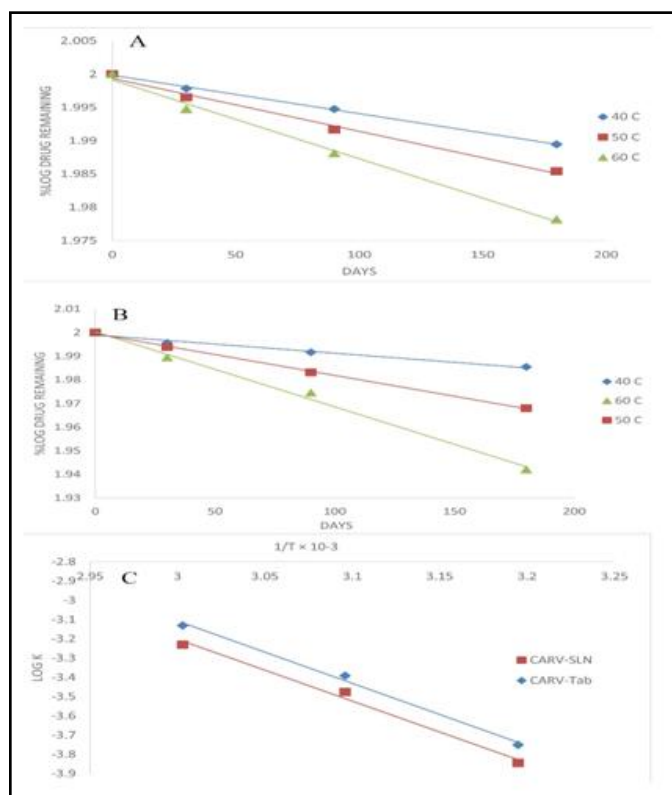 A
2.005
2
1.995
1.99
1.985
1.98
1.975
%LOG DRUG REMAINING
0
50
100
150
200
DAYS
40 C
50 C
60 C
B
2.01
2
1.99
1.98
1.97
1.96
1.95
1.94
1.93
%LOG DRUG REMAINING
0
50
100
150
200
DAYS
40 C
60 C
50 C
1/T × 10-3
C
2.95
3
3.05
3.1
3.15
3.2
3.25
-2.8
-2.9
-3
-3.1
-3.2
-3.3
-3.4
-3.5
-3.6
-3.7
-3.8
-3.9
LOG K
CARV-SLN
CARV-Tab